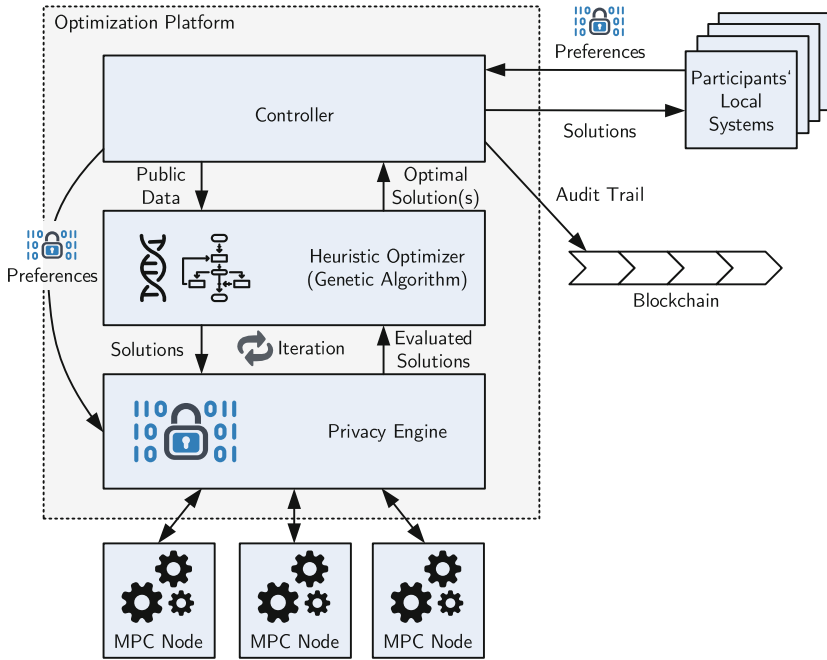 Optimization Platform
Preferences
Controller
Participants‘
Local
Systems
Solutions
Public
Data
Optimal
Solution(s)
Audit Trail
Preferences
Heuristic Optimizer
(Genetic Algorithm)
Blockchain
Solutions
Iteration
Evaluated
Solutions
Privacy Engine
MPC Node
MPC Node
MPC Node